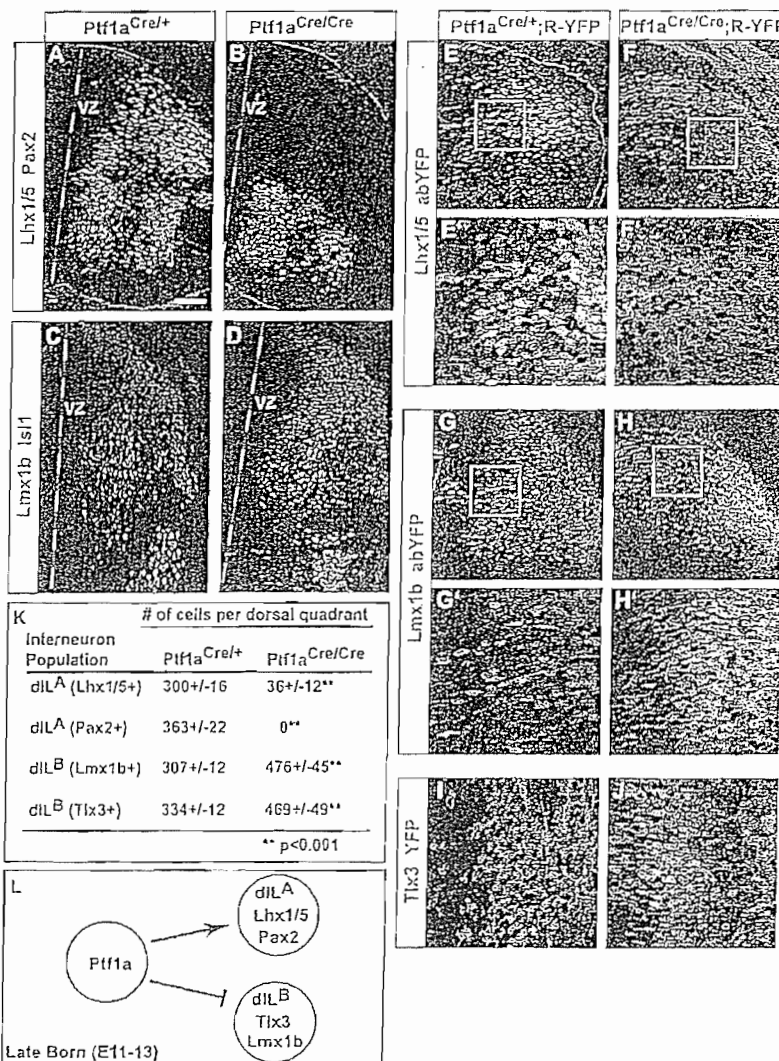 Ptf1a^Cre/+
Ptf1a^Cre/Cre
Ptf1a^Cre/+;R-YFP
Ptf1a^Cre/Cre;R-YFP
Lhx1/5 Pax2
A
VZ
B
VZ
Lhx1/5 abYFP
E
F
E'
F'
Lmx1b Isl1
C
VZ
D
VZ
Lmx1b abYFP
G
H
G'
H'
Tlx3 YFP
I
J
K
# of cells per dorsal quadrant
Interneuron
Population Ptf1a^Cre/+ Ptf1a^Cre/Cre
dIL^A (Lhx1/5+) 300+/-16 36+/-12**
dIL^A (Pax2+) 363+/-22 0**
dIL^B (Lmx1b+) 307+/-12 476+/-45**
dIL^B (Tlx3+) 334+/-12 469+/-49**
** p<0.001
L
Ptf1a
dIL^A
Lhx1/5
Pax2
dIL^B
Tlx3
Lmx1b
Late Born (E11-13)